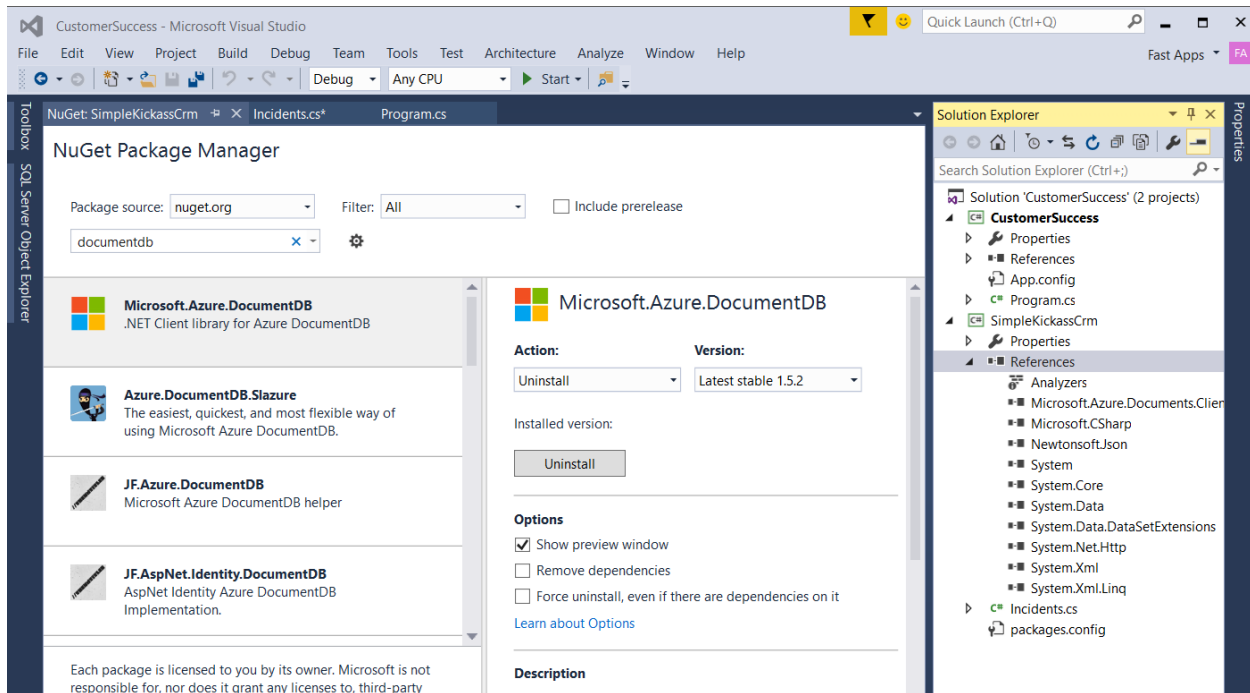 CustomerSuccess - Microsoft Visual Studio
Quick Launch (Ctrl+Q)
File Edit View Project Build Debug Team Tools Test Architecture Analyze Window Help
Fast Apps FA
Debug Any CPU Start
Toolbox
SQL Server Object Explorer
NuGet: SimpleKickassCrm Incidents.cs* Program.cs
NuGet Package Manager
Package source: nuget.org Filter: All Include prerelease
documentdb
Microsoft.Azure.DocumentDB
.NET Client library for Azure DocumentDB
Azure.DocumentDB.Slazure
The easiest, quickest, and most flexible way of
using Microsoft Azure DocumentDB.
JF.Azure.DocumentDB
Microsoft Azure DocumentDB helper
JF.AspNet.Identity.DocumentDB
AspNet Identity Azure DocumentDB
Implementation.
Each package is licensed to you by its owner. Microsoft is not
responsible for, nor does it grant any licenses to, third-party
Microsoft.Azure.DocumentDB
Action: Version:
Uninstall Latest stable 1.5.2
Installed version:
Uninstall
Options
Show preview window
Remove dependencies
Force uninstall, even if there are dependencies on it
Learn about Options
Description
Solution Explorer
Search Solution Explorer (Ctrl+;)
Solution 'CustomerSuccess' (2 projects)
C# CustomerSuccess
Properties
References
App.config
C# Program.cs
C# SimpleKickassCrm
Properties
References
Analyzers
Microsoft.Azure.Documents.Clien
Microsoft.CSharp
Newtonsoft.Json
System
System.Core
System.Data
System.Data.DataSetExtensions
System.Net.Http
System.Xml
System.Xml.Linq
C# Incidents.cs
packages.config
Properties